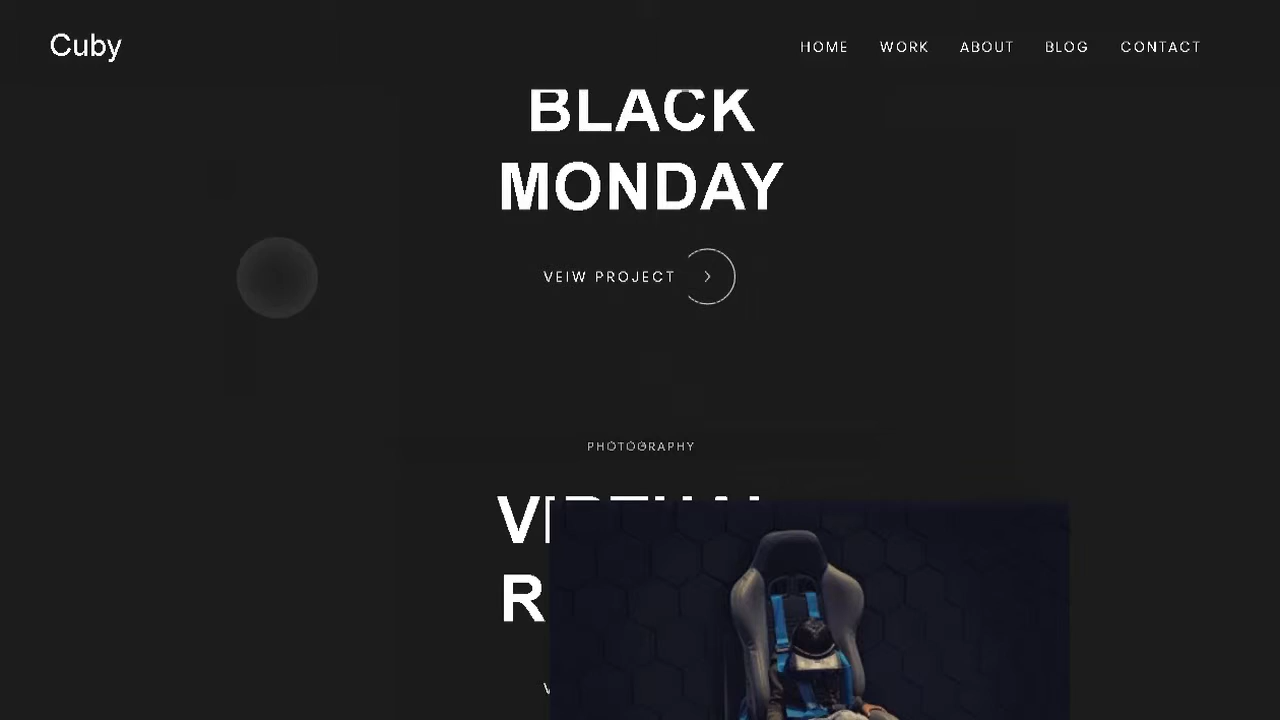 Cuby
HOME WORK ABOUT BLOG CONTACT
BLACK
MONDAY
VEIW PROJECT
PHOTOGRAPHY